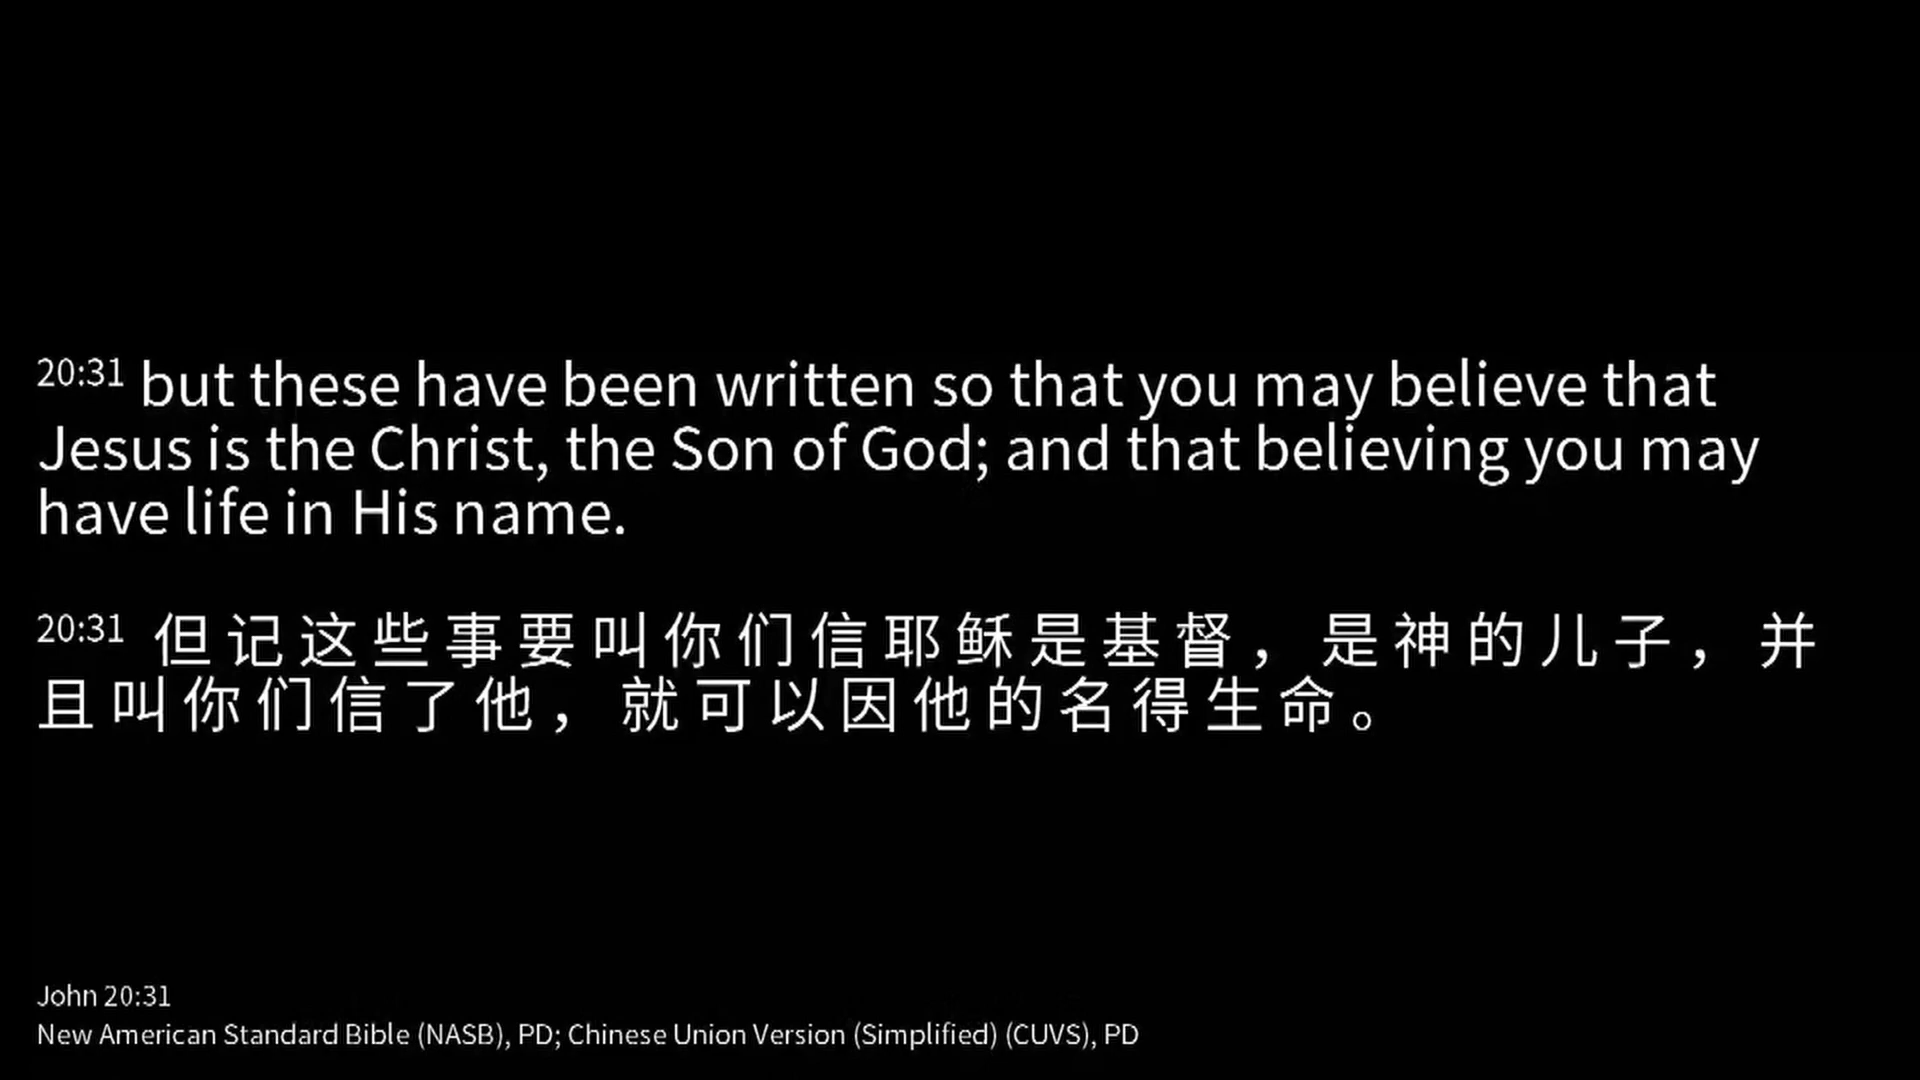 20:31 but these have been written so that you may believe that
Jesus is the Christ, the Son of God; and that believing you may
have life in His name.
20:31 但记这些事要叫你们信耶稣是基督，是神的儿子，并
且叫你们信了他，就可以因他的名得生命。
John 20:31
New American Standard Bible (NASB), PD; Chinese Union Version (Simplified) (CUVS), PD